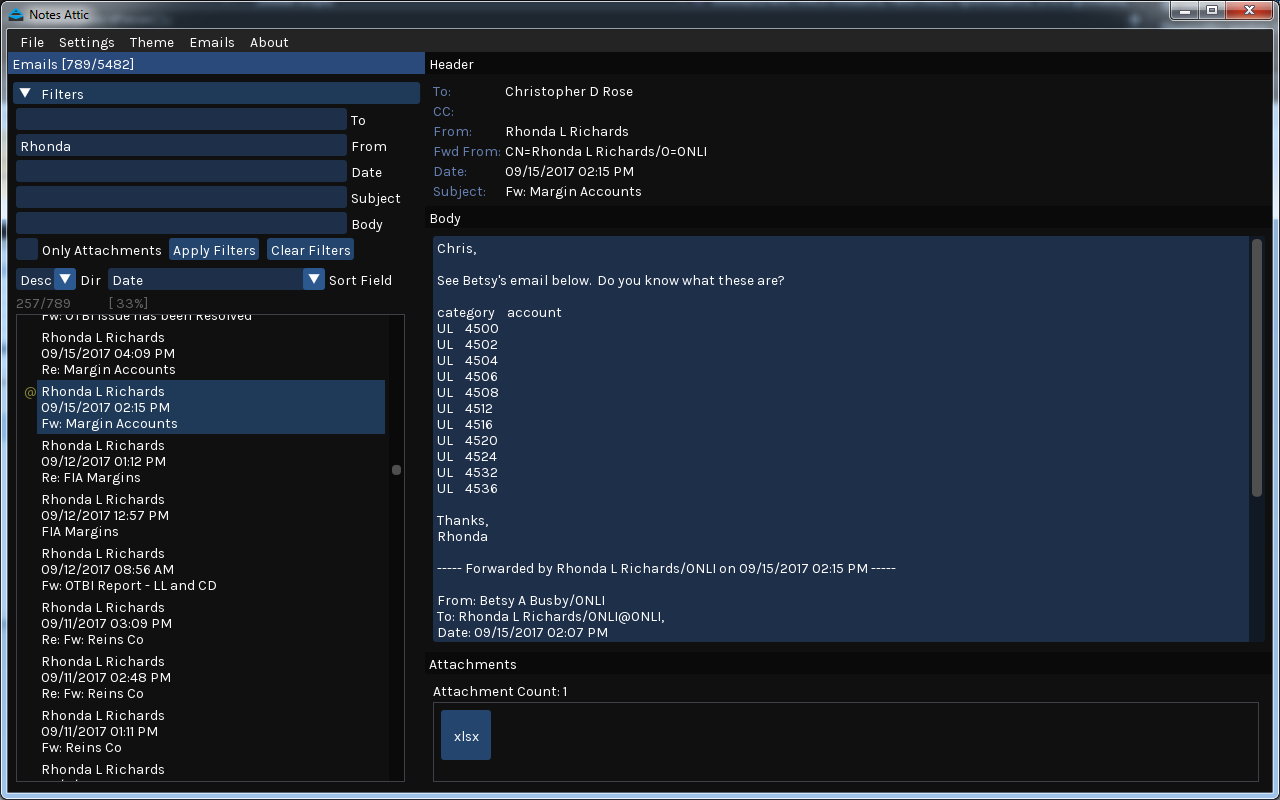 Notes Attic
File Settings Theme Emails About
Emails [789/5482]
Filters
To
Rhonda From
Date
Subject
Body
Only Attachments Apply Filters Clear Filters
Desc Dir Date Sort Field
257/789 [ 33%]
Fw: OTBI issue has been Resolved
Rhonda L Richards
09/15/2017 04:09 PM
Re: Margin Accounts
@ Rhonda L Richards
09/15/2017 02:15 PM
Fw: Margin Accounts
Rhonda L Richards
09/12/2017 01:12 PM
Re: FIA Margins
Rhonda L Richards
09/12/2017 12:57 PM
FIA Margins
Rhonda L Richards
09/12/2017 08:56 AM
Fw: OTBI Report - LL and CD
Rhonda L Richards
09/11/2017 03:09 PM
Re: Fw: Reins Co
Rhonda L Richards
09/11/2017 02:48 PM
Re: Fw: Reins Co
Rhonda L Richards
09/11/2017 01:11 PM
Fw: Reins Co
Rhonda L Richards
Header
To: Christopher D Rose
CC:
From: Rhonda L Richards
Fwd From: CN=Rhonda L Richards/O=ONLI
Date: 09/15/2017 02:15 PM
Subject: Fw: Margin Accounts
Body
Chris,
See Betsy's email below. Do you know what these are?
category account
UL 4500
UL 4502
UL 4504
UL 4506
UL 4508
UL 4512
UL 4516
UL 4520
UL 4524
UL 4532
UL 4536
Thanks,
Rhonda
----- Forwarded by Rhonda L Richards/ONLI on 09/15/2017 02:15 PM -----
From: Betsy A Busby/ONLI
To: Rhonda L Richards/ONLI@ONLI,
Date: 09/15/2017 02:07 PM
Attachments
Attachment Count: 1
xlsx